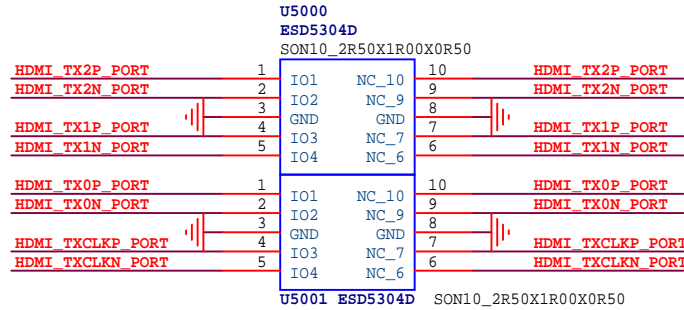 U5000
ESD5304D
SON10_2R50X1R00X0R50
HDMI_TX2P_PORT 1 IO1 NC_10 10 HDMI_TX2P_PORT
HDMI_TX2N_PORT 2 IO2 NC_9 9 HDMI_TX2N_PORT
3 GND GND 8
HDMI_TX1P_PORT 4 IO3 NC_7 7 HDMI_TX1P_PORT
HDMI_TX1N_PORT 5 IO4 NC_6 6 HDMI_TX1N_PORT
HDMI_TX0P_PORT 1 IO1 NC_10 10 HDMI_TX0P_PORT
HDMI_TX0N_PORT 2 IO2 NC_9 9 HDMI_TX0N_PORT
3 GND GND 8
HDMI_TXCLKP_PORT 4 IO3 NC_7 7 HDMI_TXCLKP_PORT
HDMI_TXCLKN_PORT 5 IO4 NC_6 6 HDMI_TXCLKN_PORT
U5001 ESD5304D SON10_2R50X1R00X0R50